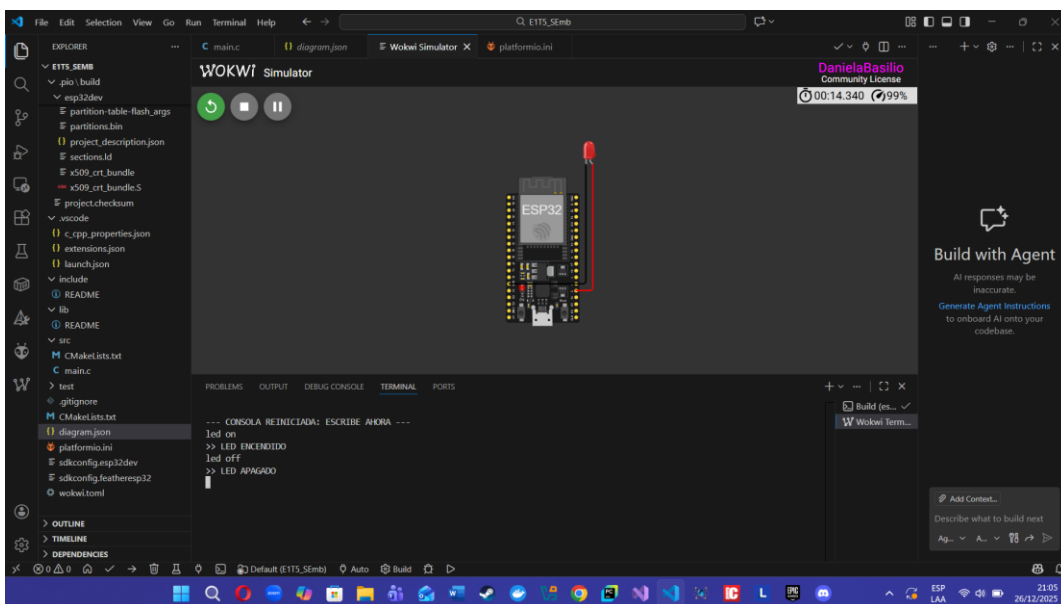 File Edit Selection View Go Run Terminal Help
E1T5_SEmb
EXPLORER
E1T5_SEMB
.pio \ build
esp32dev
partition-table-flash_args
partitions.bin
project_description.json
sections.ld
x509_crt_bundle
x509_crt_bundle.S
project.checksum
.vscode
c_cpp_properties.json
extensions.json
launch.json
include
README
lib
README
src
CMakeLists.txt
main.c
test
.gitignore
CMakeLists.txt
diagram.json
platformio.ini
sdkconfig.esp32dev
sdkconfig.featheresp32
wokwi.toml
OUTLINE
TIMELINE
DEPENDENCIES
main.c diagram.json Wokwi Simulator platformio.ini
WOKWI Simulator
DanielaBasilio
Community License
00:14.340 99%
ESP32
PROBLEMS OUTPUT DEBUG CONSOLE TERMINAL PORTS
--- CONSOLA REINICIADA: ESCRIBE AHORA ---
led on
>> LED ENCENDIDO
led off
>> LED APAGADO
Build (es...
Wokwi Term...
Build with Agent
AI responses may be
inaccurate.
Generate Agent Instructions
to onboard AI onto your
codebase.
Add Context...
Describe what to build next
Ag... A...
0 0 Default (E1T5_SEmb) Auto Build
ESP
LAA
21:05
26/12/2025